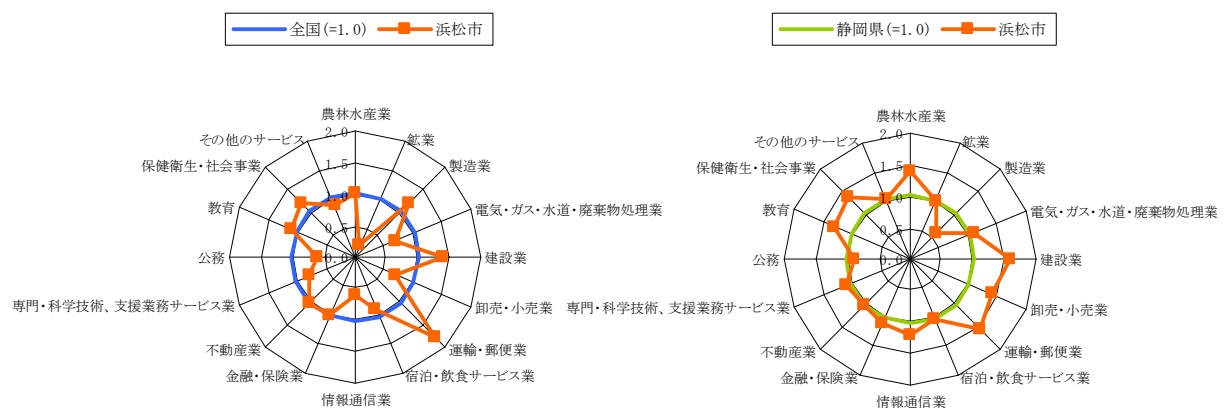 全国(=1.0) 浜松市
農林水産業
鉱業
製造業
電気・ガス・水道・廃棄物処理業
建設業
卸売・小売業
運輸・郵便業
宿泊・飲食サービス業
情報通信業
金融・保険業
不動産業
専門・科学技術、支援業務サービス業
公務
教育
保健衛生・社会事業
その他のサービス
2.0
1.5
1.0
0.5
0.0
静岡県(=1.0) 浜松市
農林水産業
鉱業
製造業
電気・ガス・水道・廃棄物処理業
建設業
卸売・小売業
運輸・郵便業
宿泊・飲食サービス業
情報通信業
金融・保険業
不動産業
専門・科学技術、支援業務サービス業
公務
教育
保健衛生・社会事業
その他のサービス
2.0
1.5
1.0
0.5
0.0